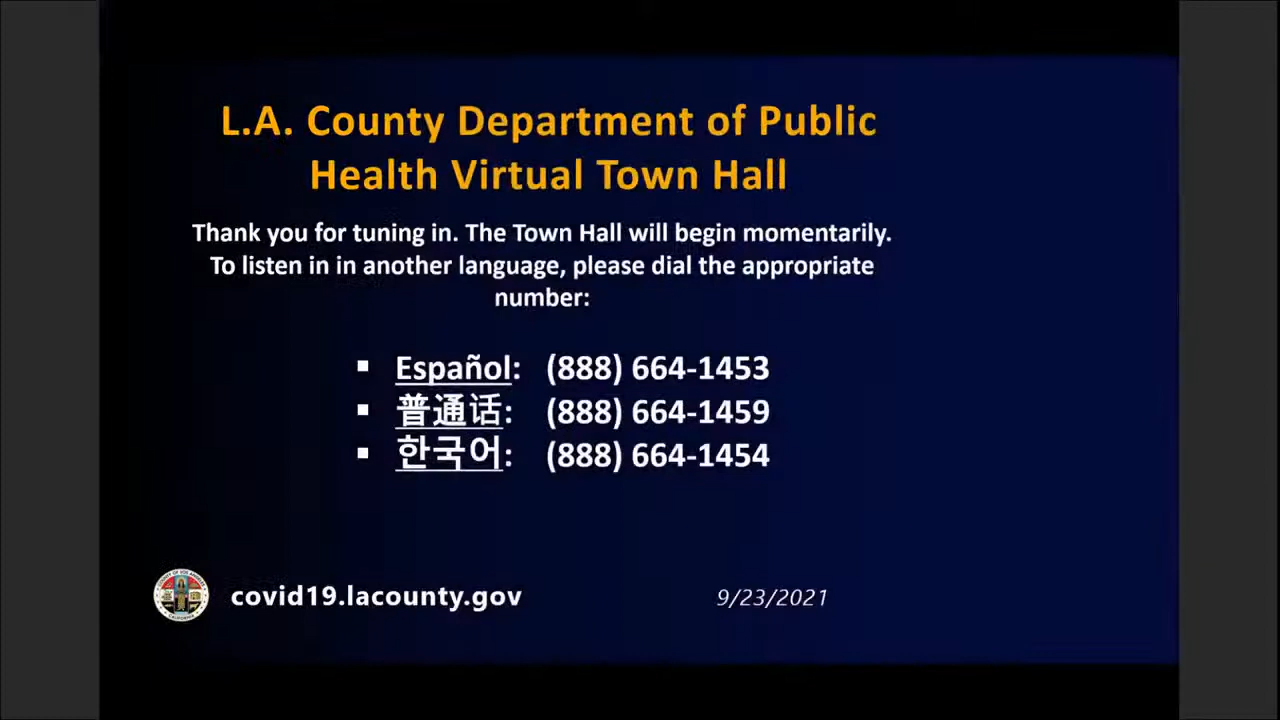 L.A. County Department of Public
Health Virtual Town Hall
Thank you for tuning in. The Town Hall will begin momentarily.
To listen in in another language, please dial the appropriate
number:
▪ Español: (888) 664-1453
▪ 普通话: (888) 664-1459
▪ 한국어: (888) 664-1454
covid19.lacounty.gov 9/23/2021